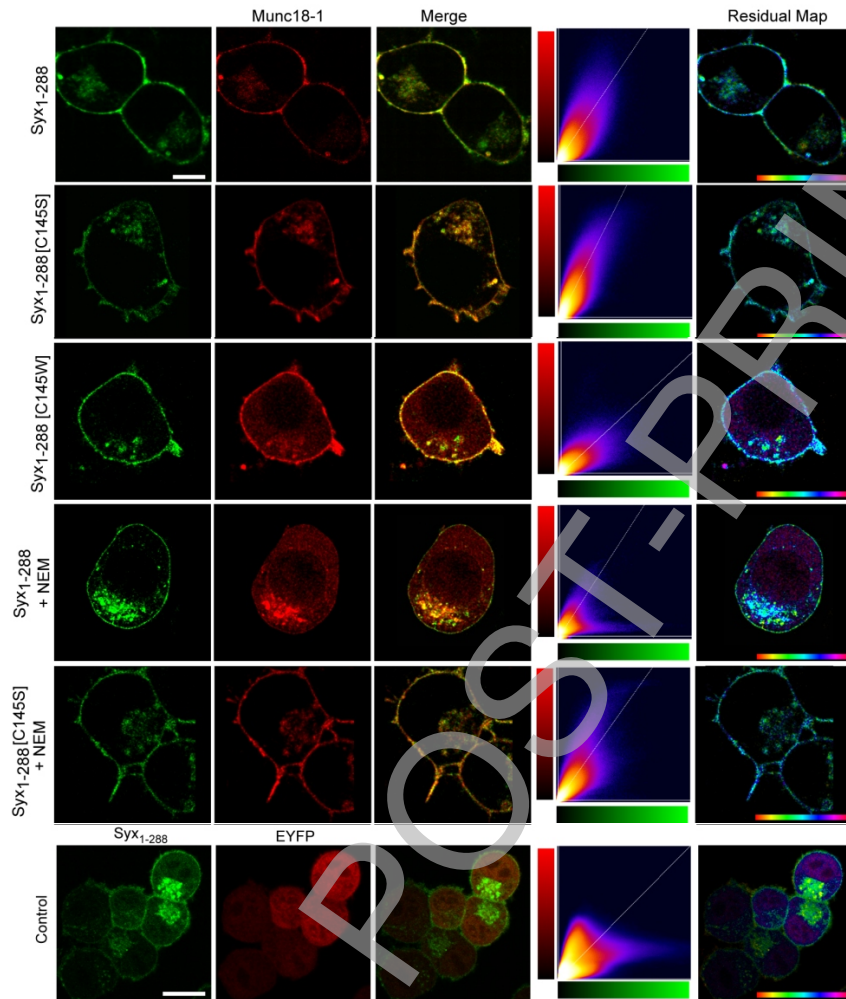 Munc18-1 Merge Residual Map
Syx1-288
Syx1-288 [C145S]
Syx1-288 [C145W]
Syx1-288
+ NEM
Syx1-288 [C145S]
+ NEM
Syx1-288 EYFP
Control
POST-PRIN